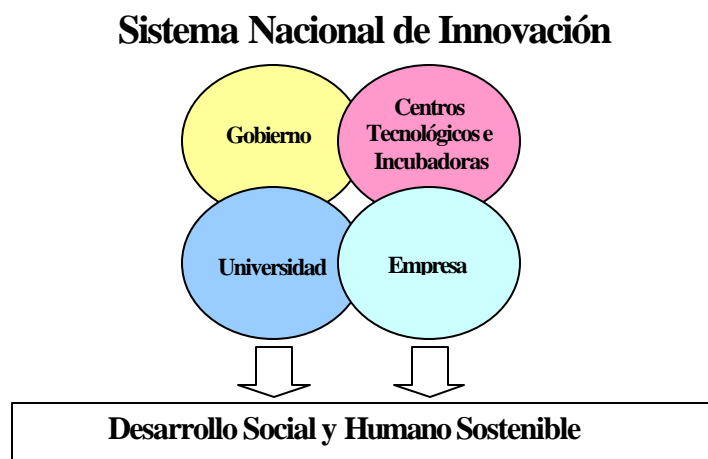 Sistema Nacional de Innovación
Gobierno
Centros
Tecnológicos e
Incubadoras
Universidad
Empresa
Desarrollo Social y Humano Sostenible